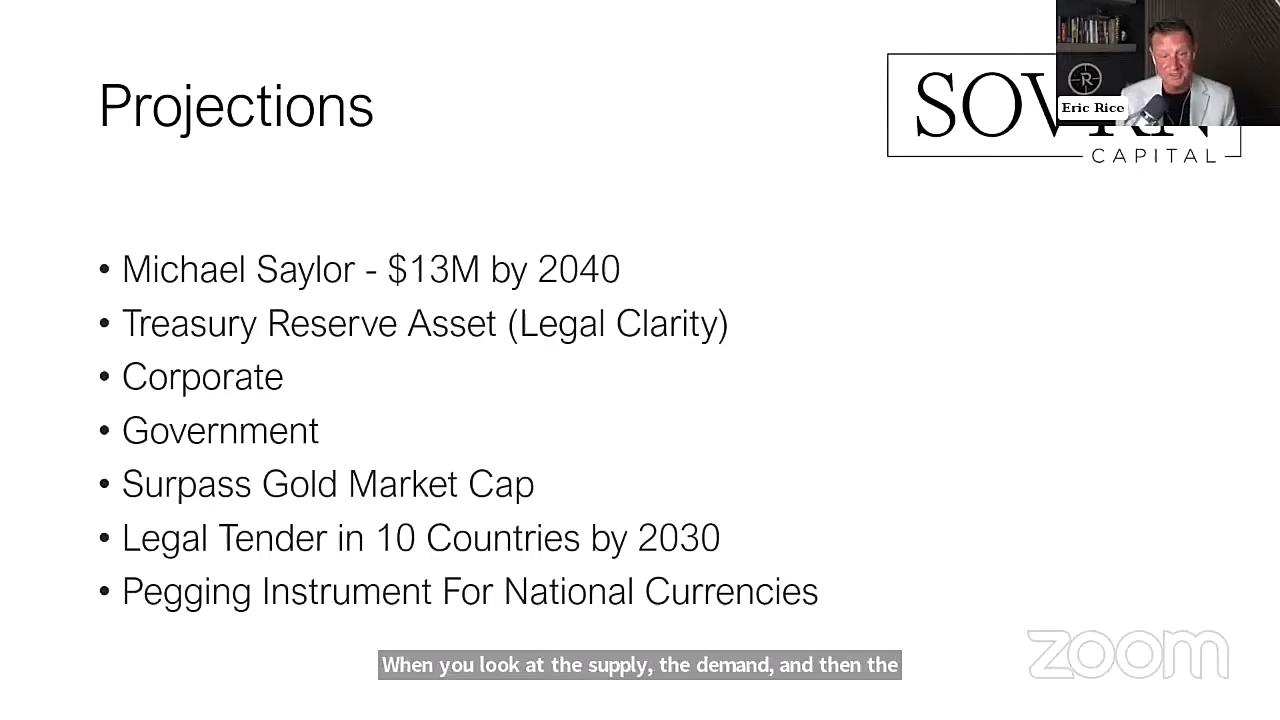 Projections
SOV
CAPITAL
R
Eric Rice
• Michael Saylor - $13M by 2040
• Treasury Reserve Asset (Legal Clarity)
• Corporate
• Government
• Surpass Gold Market Cap
• Legal Tender in 10 Countries by 2030
• Pegging Instrument For National Currencies
When you look at the supply, the demand, and then the
zoom